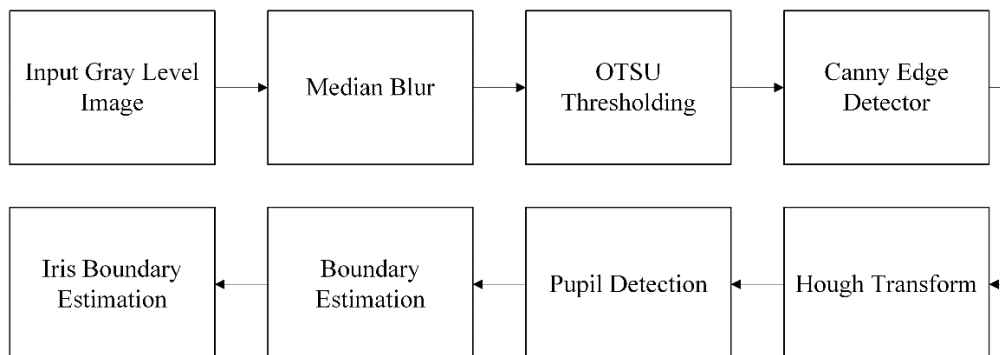 Input Gray Level
Image
Median Blur
OTSU
Thresholding
Canny Edge
Detector
Hough Transform
Pupil Detection
Boundary
Estimation
Iris Boundary
Estimation